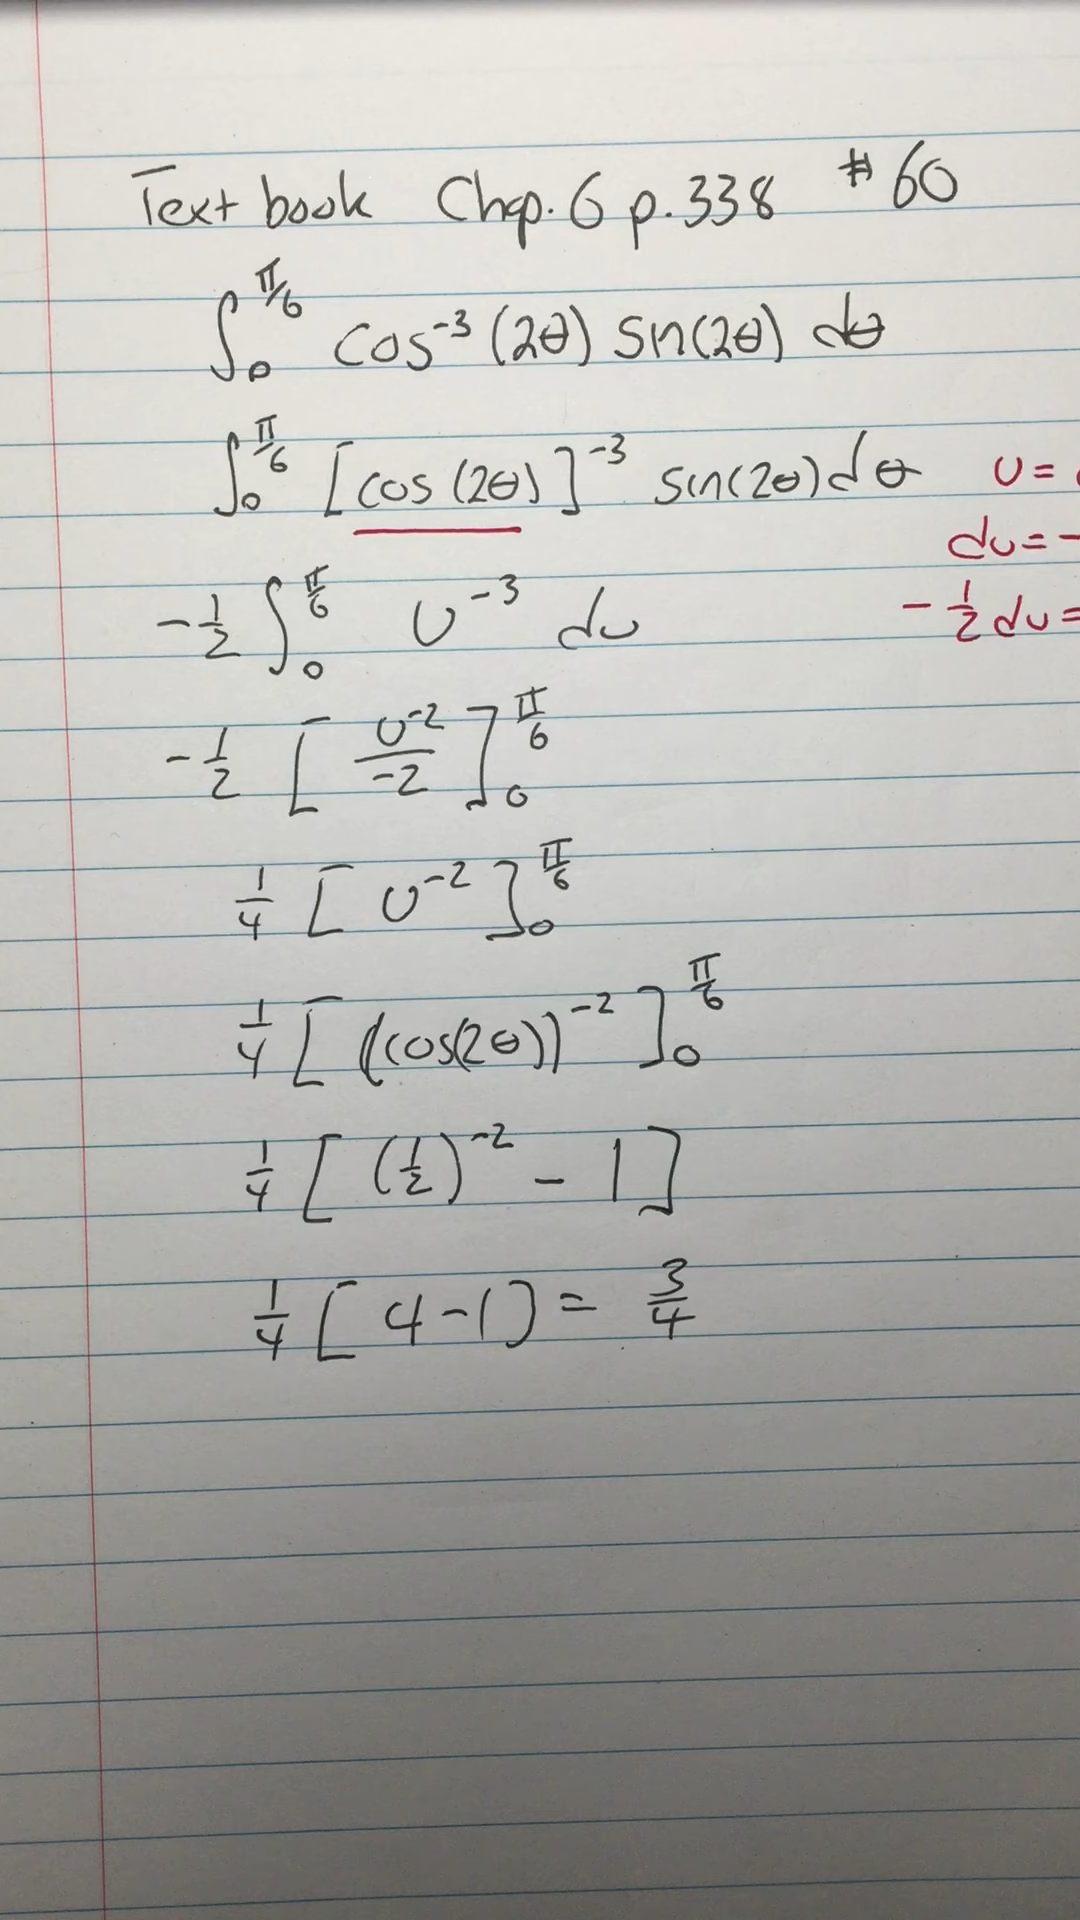 Text book Chap. 6 p. 338 #60
∫₀^π/6 cos⁻³(2θ) sin(2θ) dθ
∫₀^π/6 [cos(2θ)]⁻³ sin(2θ)dθ u=
du=-
-1/2 ∫₀^π/6 u⁻³ du -1/2 du=
-1/2 [u⁻²/-2]₀^π/6
1/4 [u⁻²]₀^π/6
1/4 [((cos(2θ))⁻²]₀^π/6
1/4 [(1/2)⁻² - 1]
1/4 [4-1] = 3/4